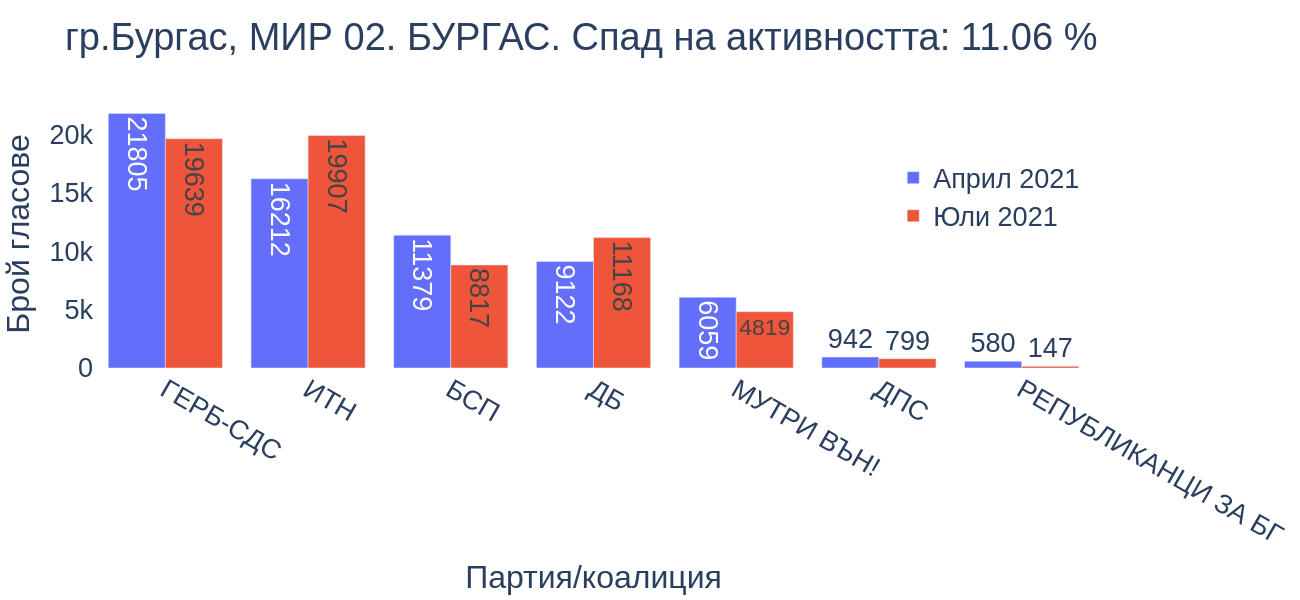 гр.Бургас, МИР 02. БУРГАС. Спад на активността: 11.06 %
Брой гласове
20k
15k
10k
5k
0
21805
19639
16212
19907
11379
8817
9122
11168
6059
4819
942
799
580
147
Април 2021
Юли 2021
ГЕРБ-СДС
ИТН
БСП
ДБ
МУТРИ ВЪН!
ДПС
РЕПУБЛИКАНЦИ ЗА БГ
Партия/коалиция